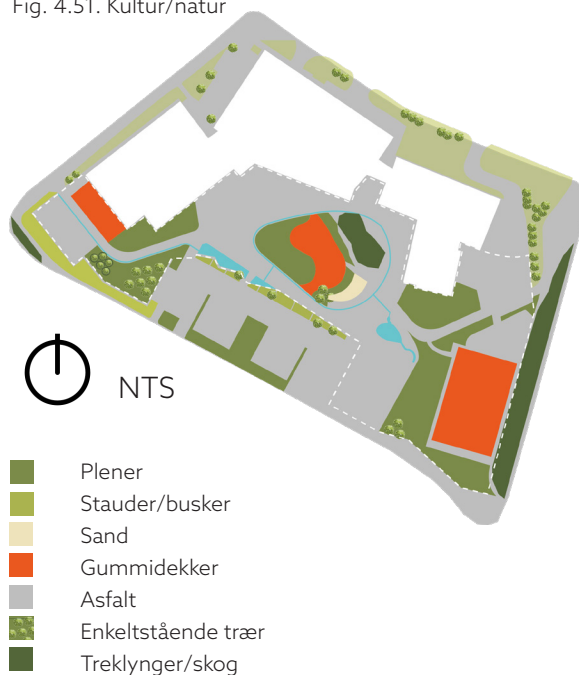 Fig. 4.51. Kultur/natur
NTS
Plener
Stauder/busker
Sand
Gummidekker
Asfalt
Enkeltstående trær
Treklynger/skog